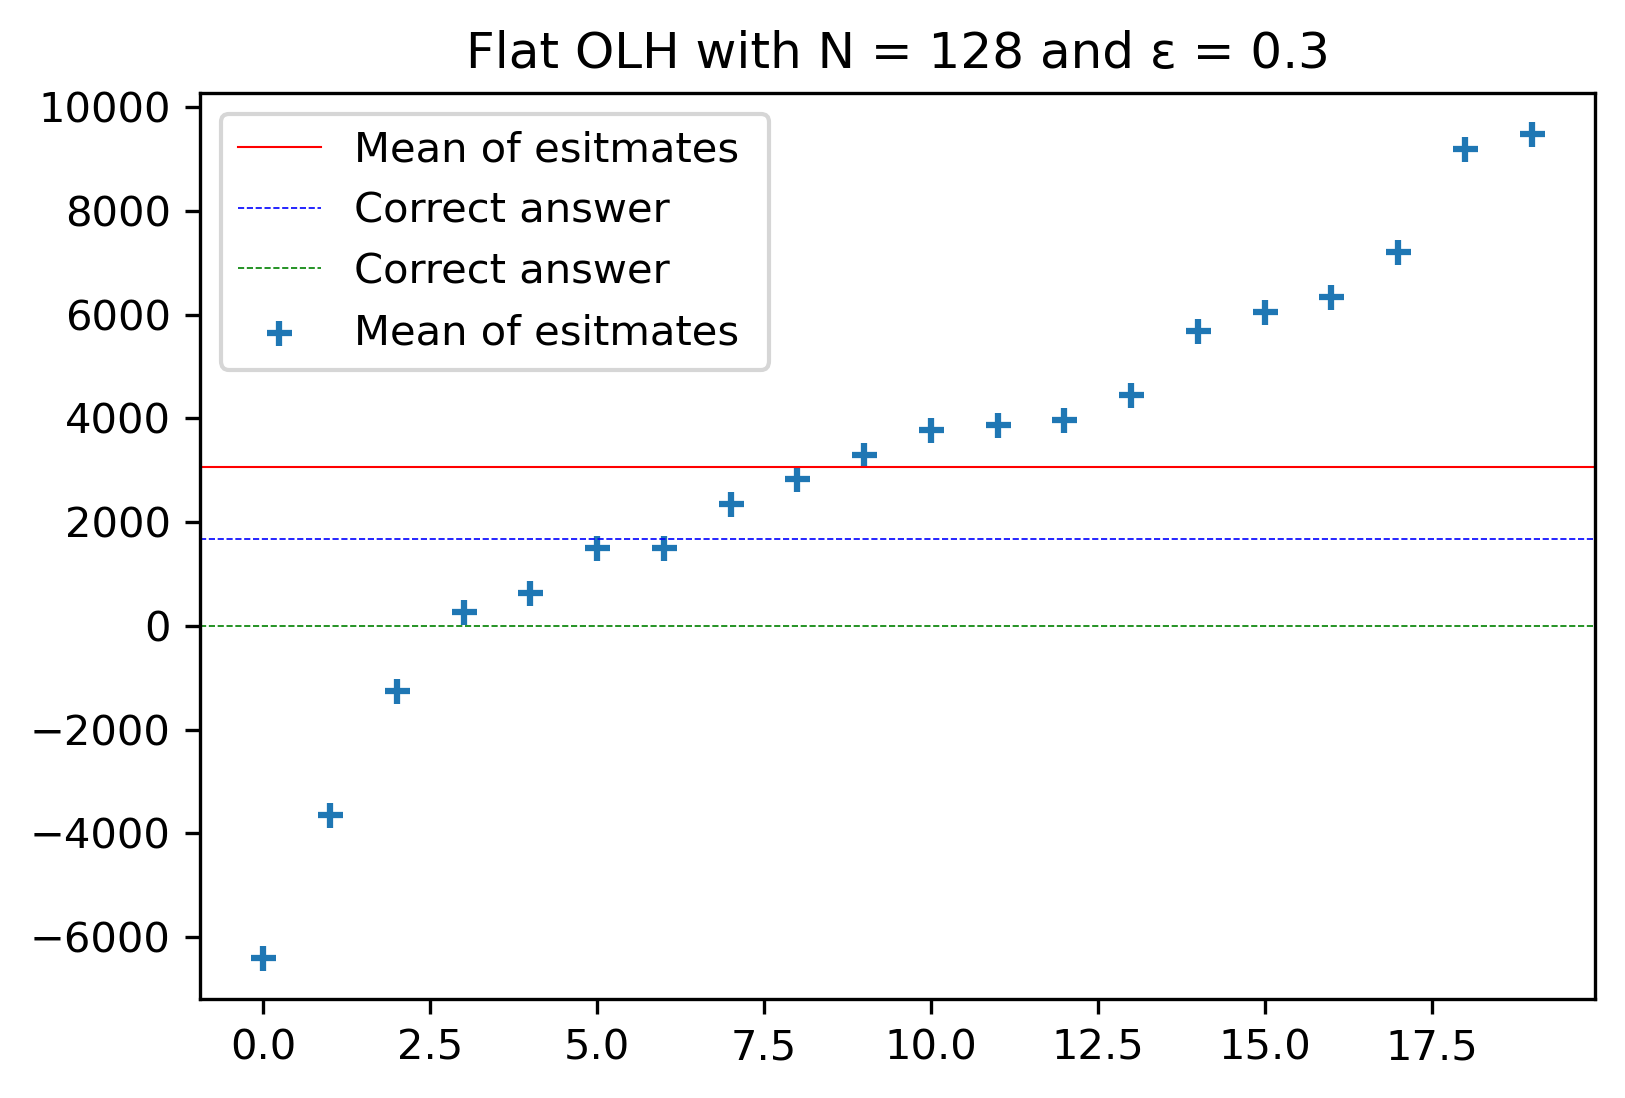 Flat OLH with N = 128 and ε = 0.3
10000
8000
6000
4000
2000
0
−2000
−4000
−6000
Mean of esitmates
Correct answer
Correct answer
Mean of esitmates
0.0 2.5 5.0 7.5 10.0 12.5 15.0 17.5